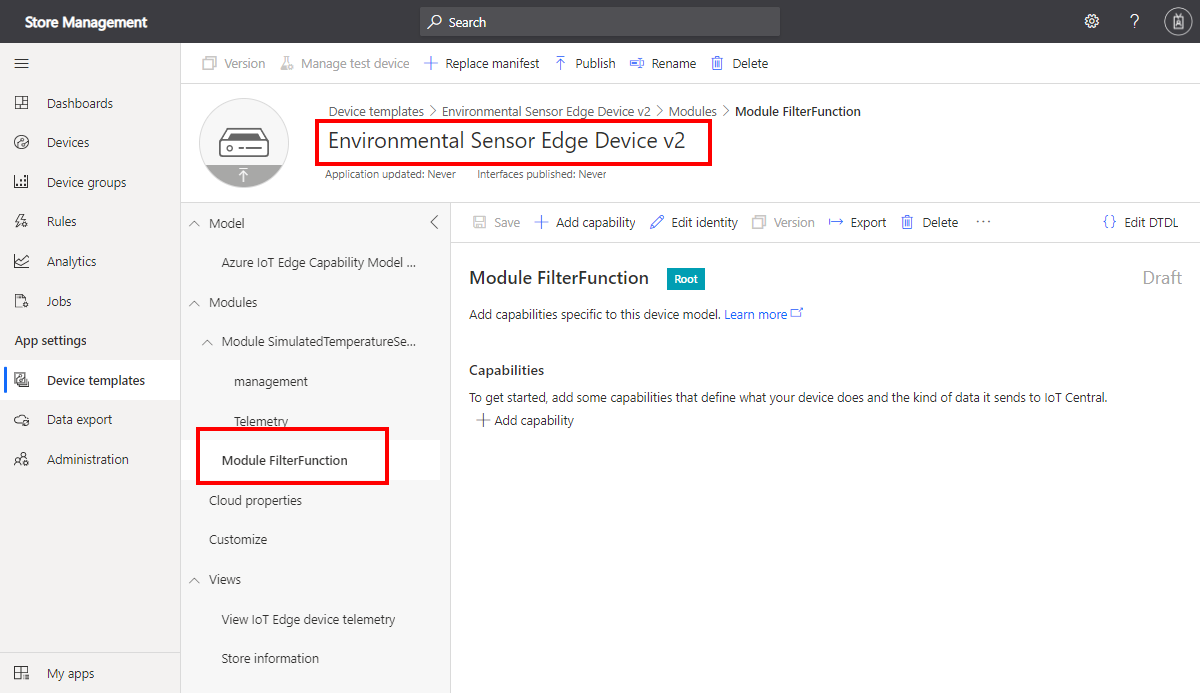 Store Management
Search
?
Version
Manage test device
Replace manifest
Publish
Rename
Delete
Dashboards
Devices
Device groups
Rules
Analytics
Jobs
App settings
Device templates
Data export
Administration
My apps
Device templates > Environmental Sensor Edge Device v2 > Modules > Module FilterFunction
Environmental Sensor Edge Device v2
Application updated: Never Interfaces published: Never
Model
Azure IoT Edge Capability Model ...
Modules
Module SimulatedTemperatureSe...
management
Telemetry
Module FilterFunction
Cloud properties
Customize
Views
View IoT Edge device telemetry
Store information
Save
Add capability
Edit identity
Version
Export
Delete
...
{} Edit DTDL
Module FilterFunction Root Draft
Add capabilities specific to this device model. Learn more
Capabilities
To get started, add some capabilities that define what your device does and the kind of data it sends to IoT Central.
Add capability